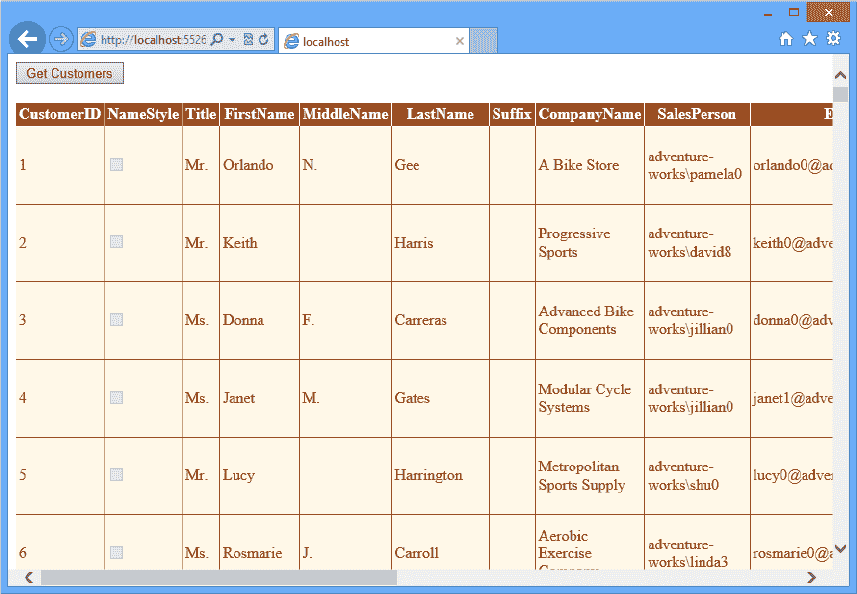 http://localhost:5526
localhost
Get Customers
CustomerID NameStyle Title FirstName MiddleName LastName Suffix CompanyName SalesPerson E
1 Mr. Orlando N. Gee A Bike Store adventure-works\pamela0 orlando0@ad
2 Mr. Keith Harris Progressive Sports adventure-works\david8 keith0@adve
3 Ms. Donna F. Carreras Advanced Bike Components adventure-works\jillian0 donna0@adv
4 Ms. Janet M. Gates Modular Cycle Systems adventure-works\jillian0 janet1@adve
5 Mr. Lucy Harrington Metropolitan Sports Supply adventure-works\shu0 lucy0@adve
6 Ms. Rosmarie J. Carroll Aerobic Exercise Company adventure-works\linda3 rosmarie0@a